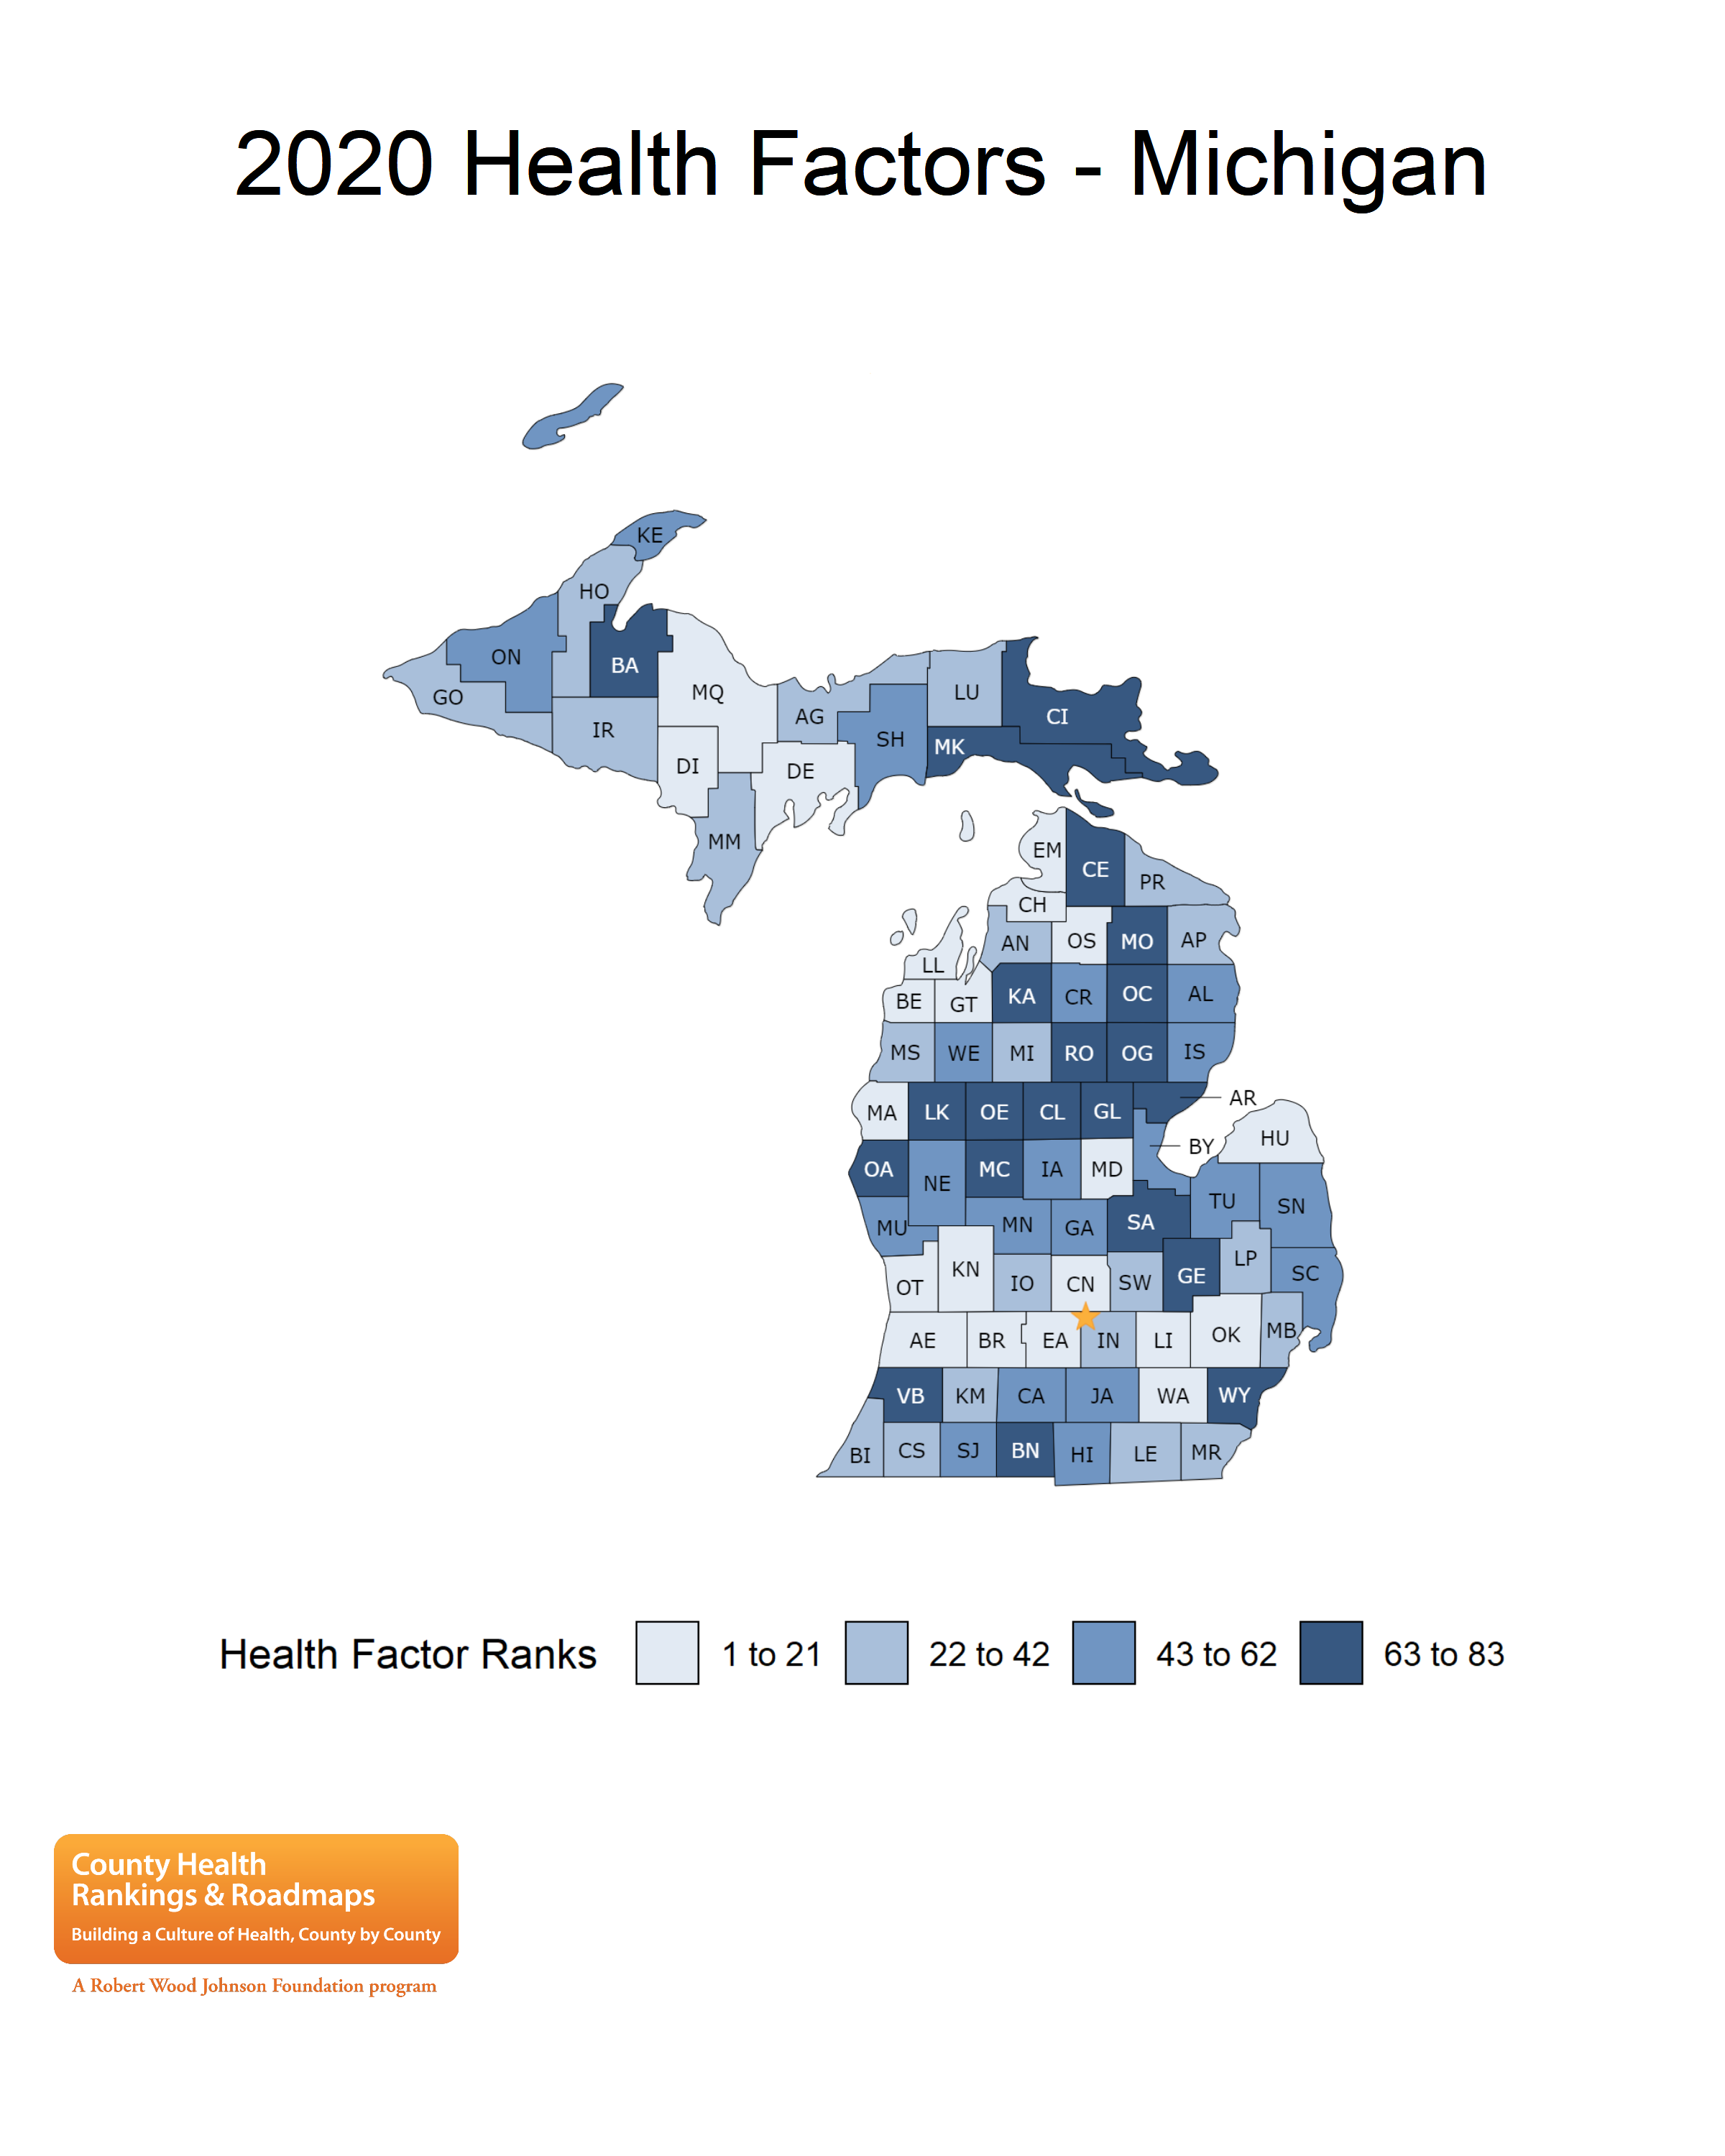 2020 Health Factors - Michigan
KE
HO
ON
BA
GO
MQ
LU
AG
CI
IR
SH
MK
DI
DE
MM
EM
CE
PR
CH
AN
OS
MO
AP
LL
BE
GT
KA
CR
OC
AL
MS
WE
MI
RO
OG
IS
AR
MA
LK
OE
CL
GL
HU
BY
OA
NE
MC
IA
MD
TU
SN
MU
MN
GA
SA
LP
OT
KN
IO
CN
SW
GE
SC
AE
BR
EA
IN
LI
OK
MB
VB
KM
CA
JA
WA
WY
BI
CS
SJ
BN
HI
LE
MR
Health Factor Ranks 1 to 21 22 to 42 43 to 62 63 to 83
County Health
Rankings & Roadmaps
Building a Culture of Health, County by County
A Robert Wood Johnson Foundation program